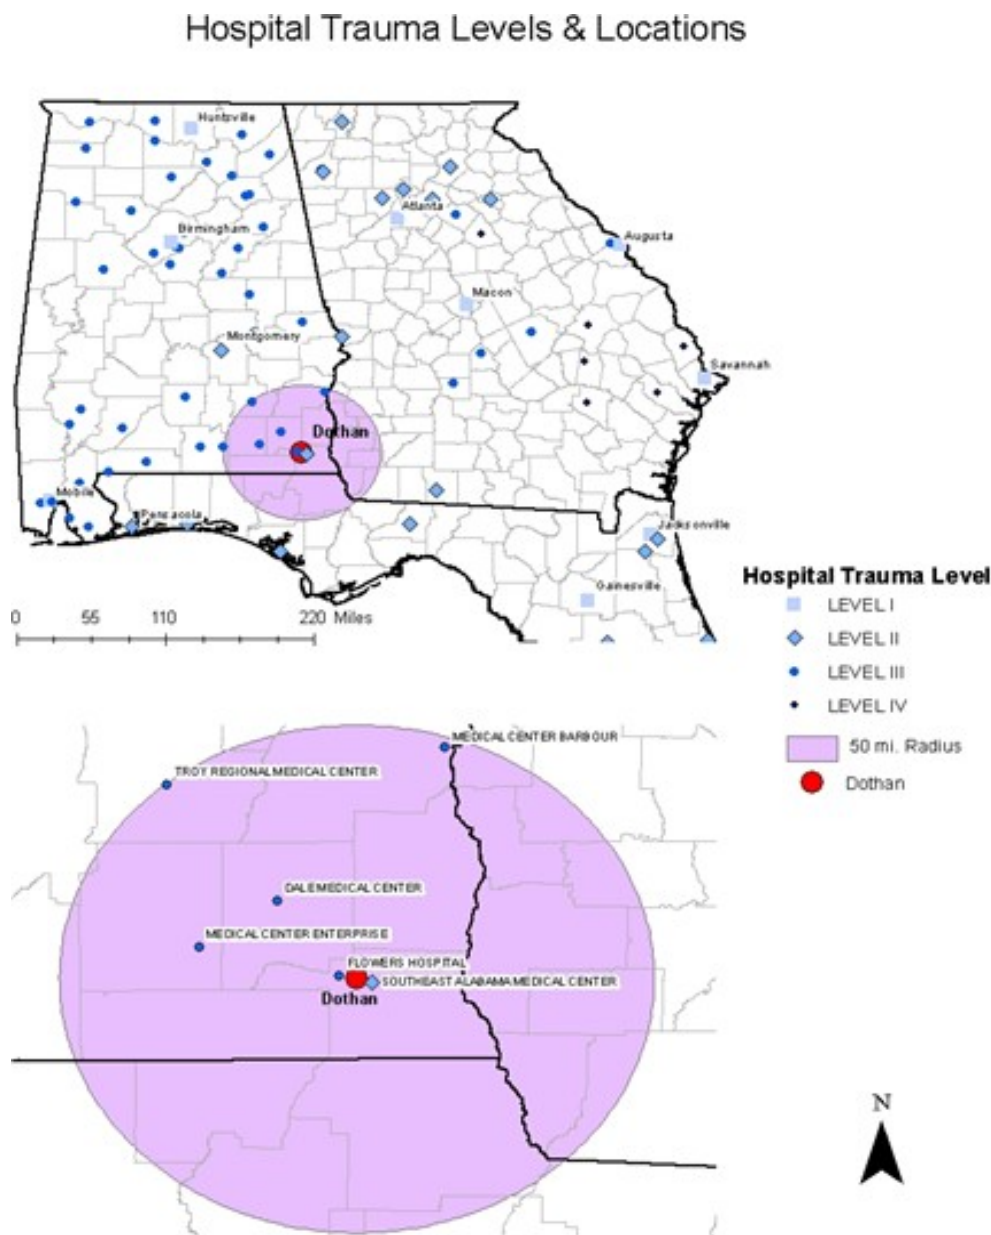 Hospital Trauma Levels & Locations
Huntsville
Atlanta
Birmingham
Augusta
Macon
Montgomery
Savannah
Dothan
Mobile
Pensacola
Jacksonville
Gainesville
0 55 110 220 Miles
Hospital Trauma Level
LEVEL I
LEVEL II
LEVEL III
LEVEL IV
50 mi. Radius
Dothan
MEDICAL CENTER BARBOUR
TROY REGIONAL MEDICAL CENTER
DALE MEDICAL CENTER
MEDICAL CENTER ENTERPRISE
FLOWERS HOSPITAL
SOUTHEAST ALABAMA MEDICAL CENTER
Dothan
N